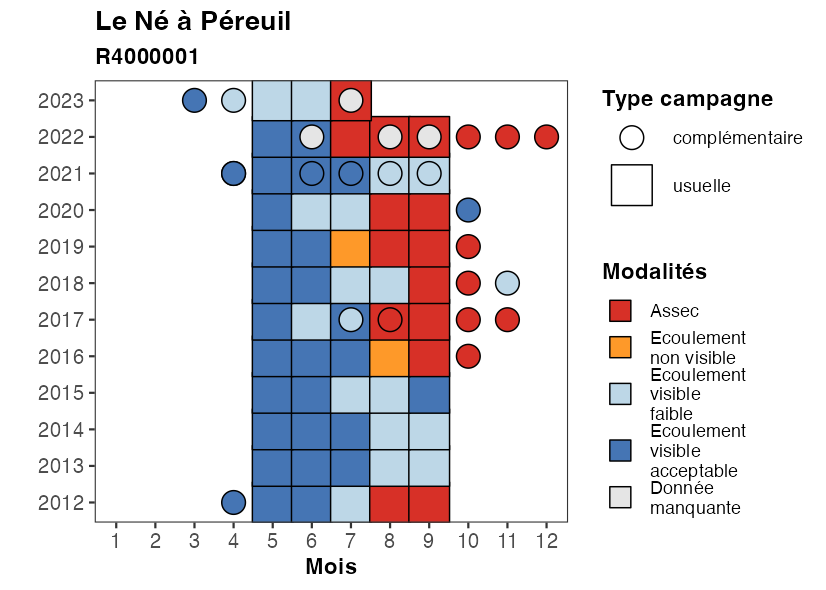 Le Né à Péreuil
R4000001
2023
2022
2021
2020
2019
2018
2017
2016
2015
2014
2013
2012
1 2 3 4 5 6 7 8 9 10 11 12
Mois
Type campagne
complémentaire
usuelle
Modalités
Assec
Ecoulement
non visible
Ecoulement
visible
faible
Ecoulement
visible
acceptable
Donnée
manquante